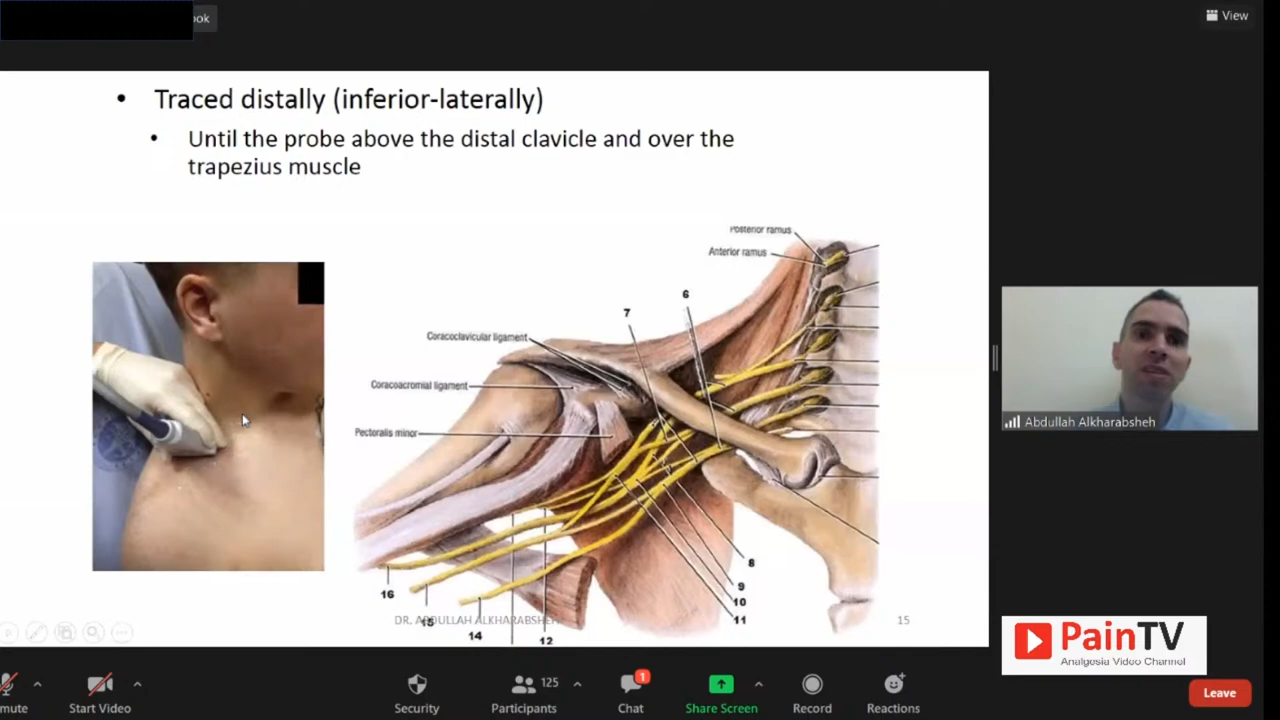 ook
View
• Traced distally (inferior-laterally)
• Until the probe above the distal clavicle and over the
trapezius muscle
Posterior ramus
Anterior ramus
6
7
Coracoclavicular ligament
Coracoacromial ligament
Pectoralis minor
8
9
10
11
16
15
14
12
DR. ABDULLAH ALKHARABSHEH
15
Abdullah Alkharabsheh
PainTV
Analgesia Video Channel
mute
Start Video
Security
125
Participants
1
Chat
Share Screen
Record
Reactions
Leave